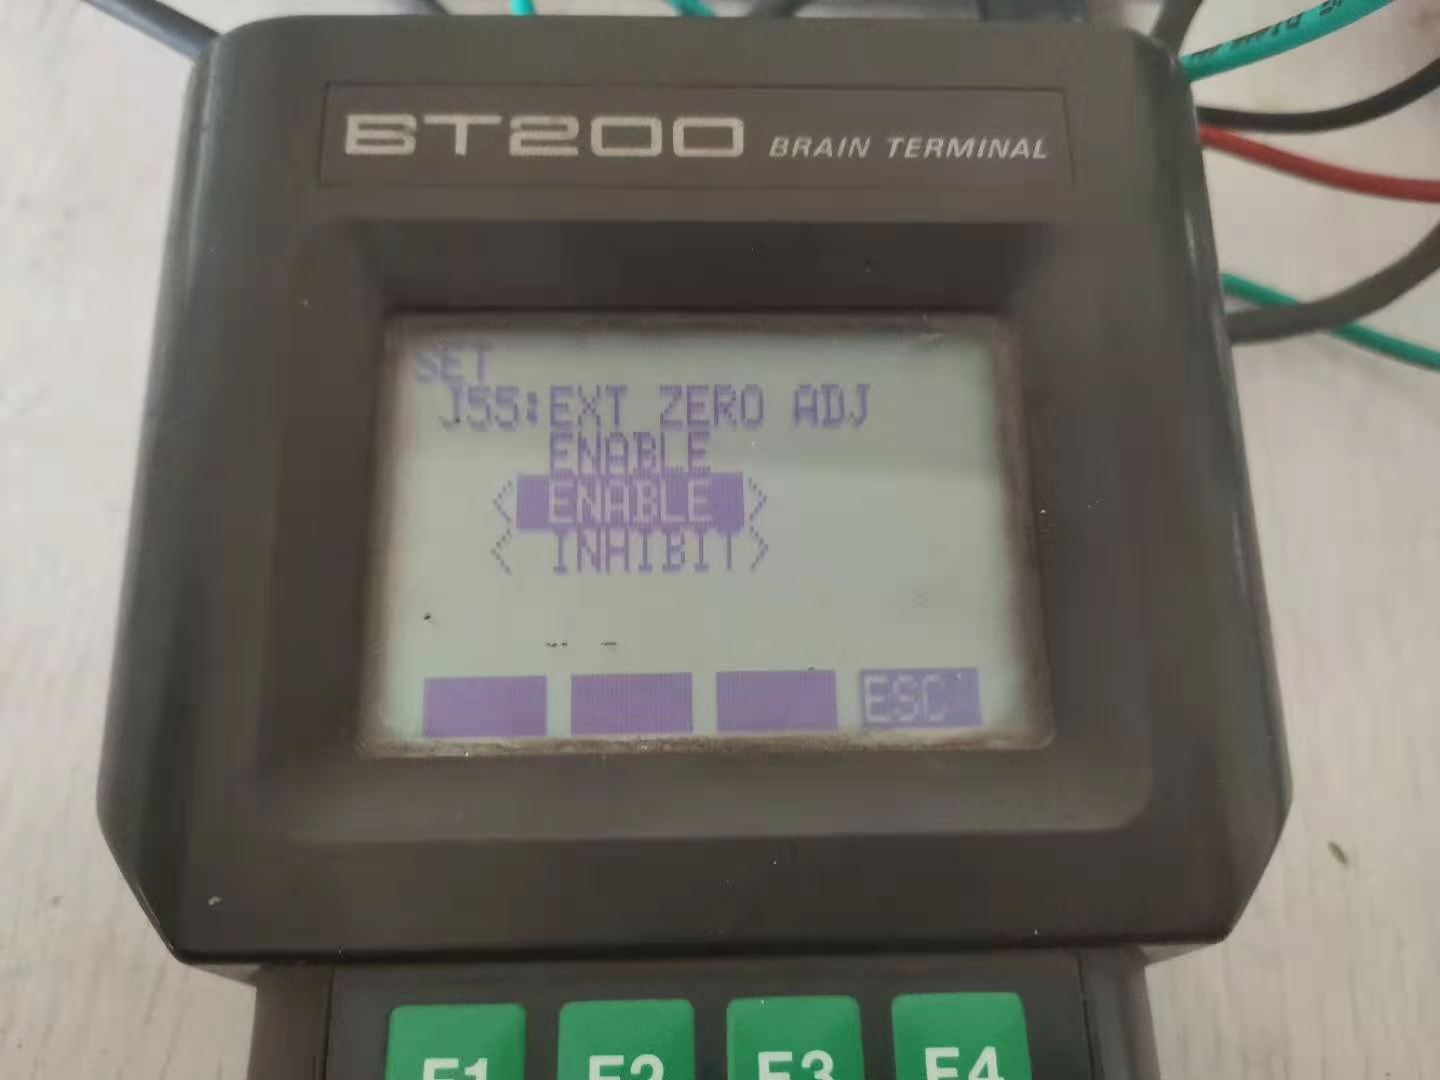 BT200 BRAIN TERMINAL
SET
J55:EXT ZERO ADJ
ENABLE
< ENABLE >
< INHIBIT>
ESC
F1 F2 F3 F4